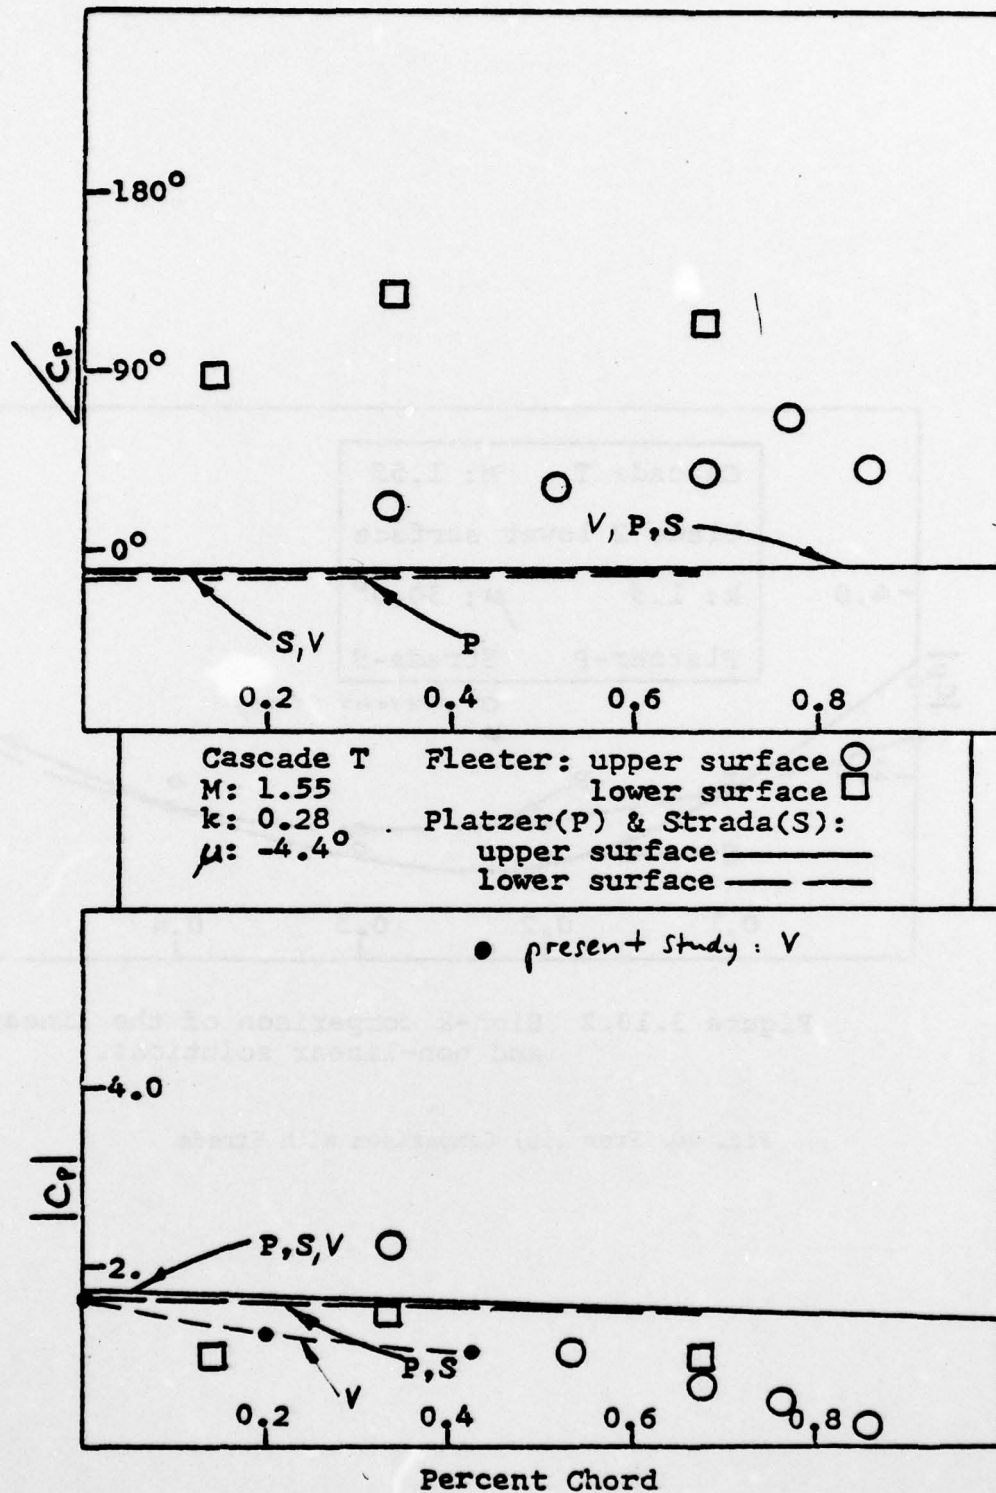 180°
90°
0°
Cp
V, P,S
S,V
P
0.2 0.4 0.6 0.8
Cascade T Fleeter: upper surface
M: 1.55 lower surface
k: 0.28 Platzer(P) & Strada(S):
μ: -4.4° upper surface
lower surface
present study : V
4.0
|Cp|
P,S,V
2.
P,S
V
0.2 0.4 0.6 0.8
Percent Chord